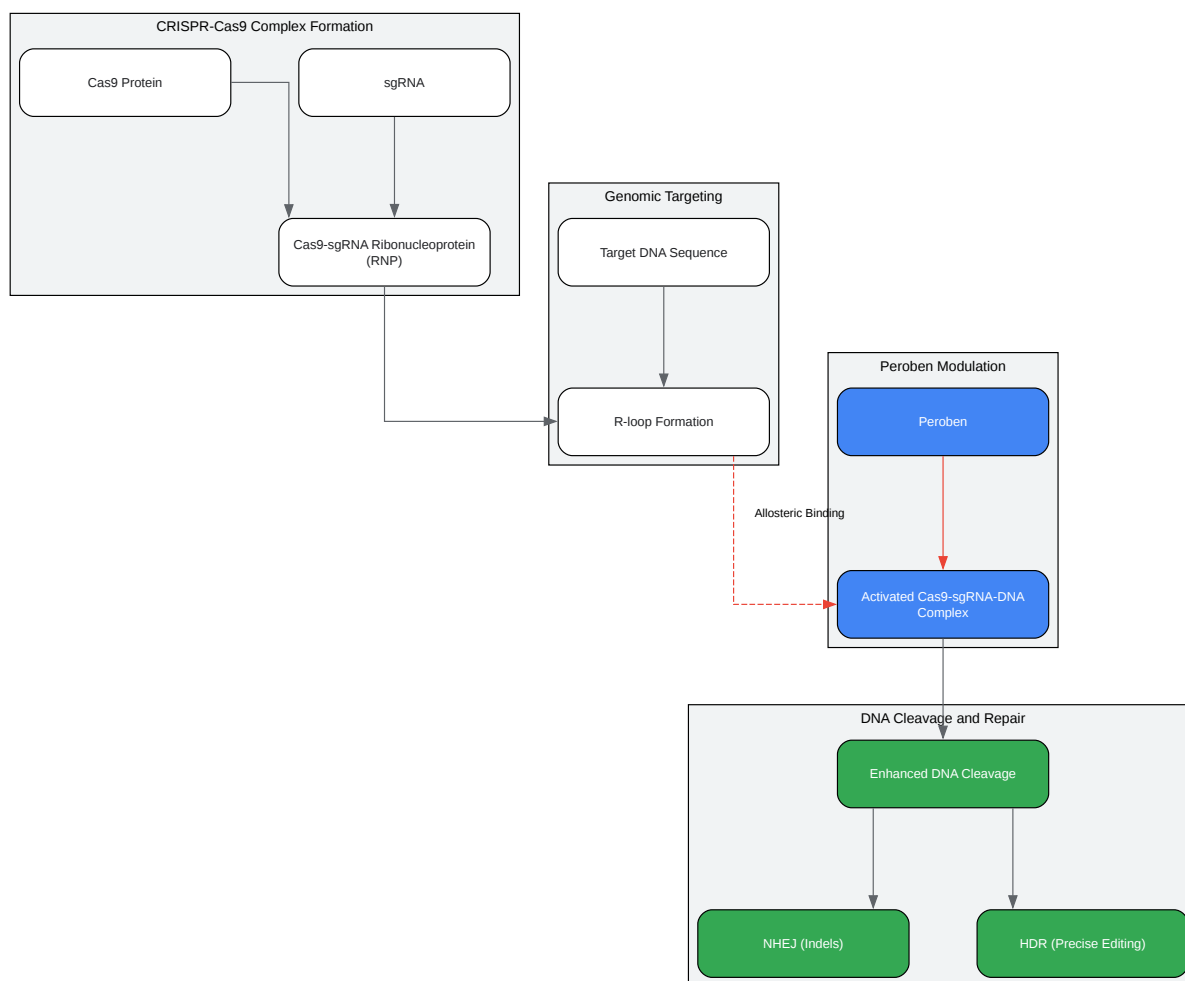 CRISPR-Cas9 Complex Formation
Cas9 Protein
sgRNA
Cas9-sgRNA Ribonucleoprotein
(RNP)
Genomic Targeting
Target DNA Sequence
R-loop Formation
Peroben Modulation
Peroben
Allosteric Binding
Activated Cas9-sgRNA-DNA
Complex
DNA Cleavage and Repair
Enhanced DNA Cleavage
NHEJ (Indels)
HDR (Precise Editing)